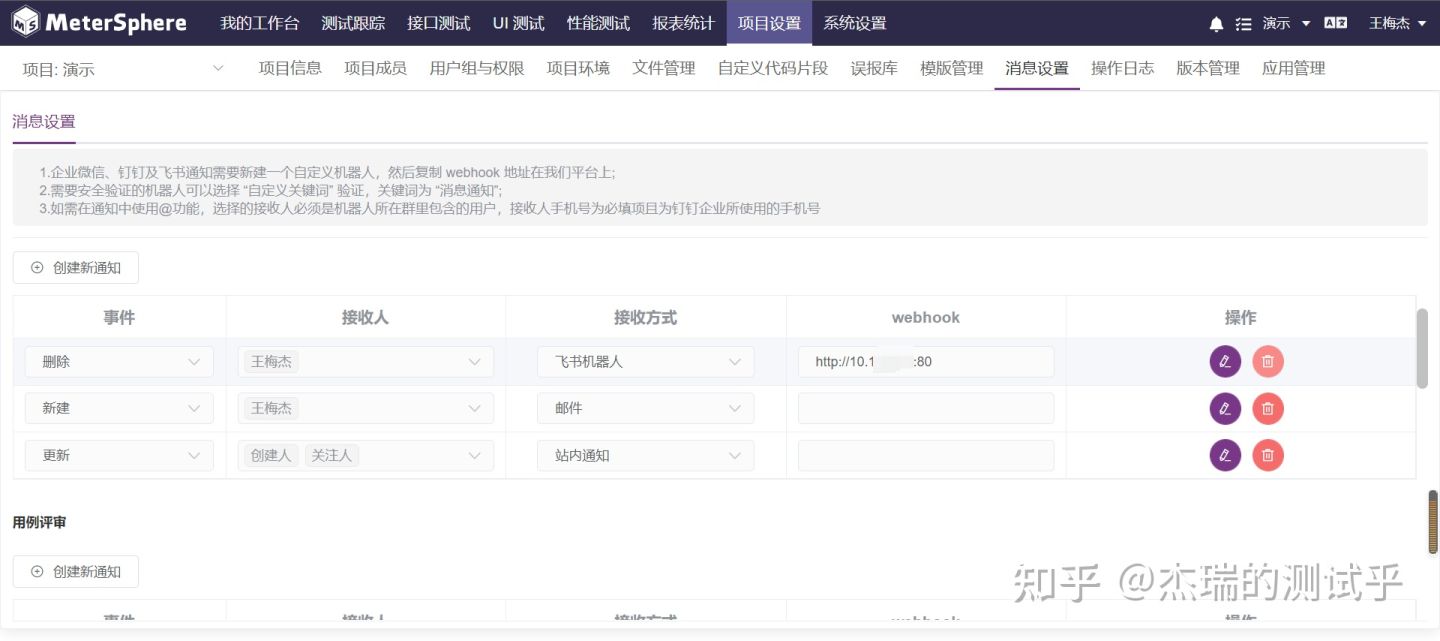 MeterSphere 我的工作台 测试跟踪 接口测试 UI 测试 性能测试 报表统计 项目设置 系统设置 演示 王梅杰
项目: 演示 项目信息 项目成员 用户组与权限 项目环境 文件管理 自定义代码片段 误报库 模版管理 消息设置 操作日志 版本管理 应用管理
消息设置
1.企业微信、钉钉及飞书通知需要新建一个自定义机器人，然后复制 webhook 地址在我们平台上;
2.需要安全验证的机器人可以选择 “自定义关键词” 验证，关键词为 “消息通知”;
3.如需在通知中使用@功能，选择的接收人必须是机器人所在群里包含的用户，接收人手机号为必填项目为钉钉企业所使用的手机号
创建新通知
事件 接收人 接收方式 webhook 操作
删除 王梅杰 飞书机器人 http://10.1 :80
新建 王梅杰 邮件
更新 创建人 关注人 站内通知
用例评审
创建新通知
事件 接收人 接收方式 webhook 操作
知乎 @杰瑞的测试乎